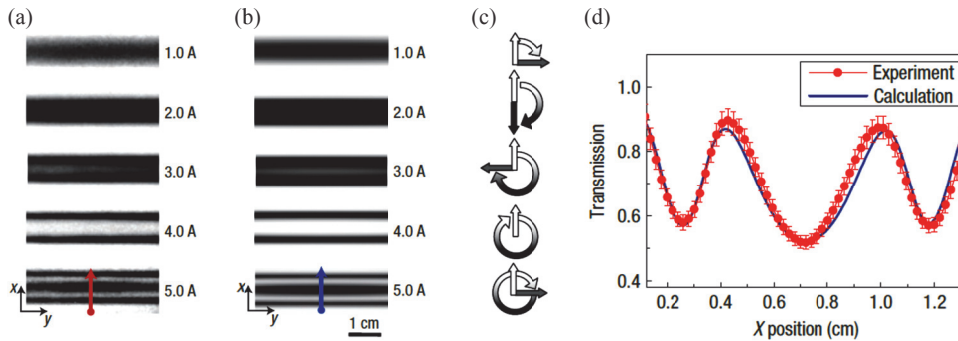 (a)
(b)
(c)
(d)
1.0 A
2.0 A
3.0 A
4.0 A
5.0 A
x
y
1.0 A
2.0 A
3.0 A
4.0 A
5.0 A
x
y
1 cm
Transmission
1.0
0.8
0.6
0.4
Experiment
Calculation
0.2 0.4 0.6 0.8 1.0 1.2
X position (cm)